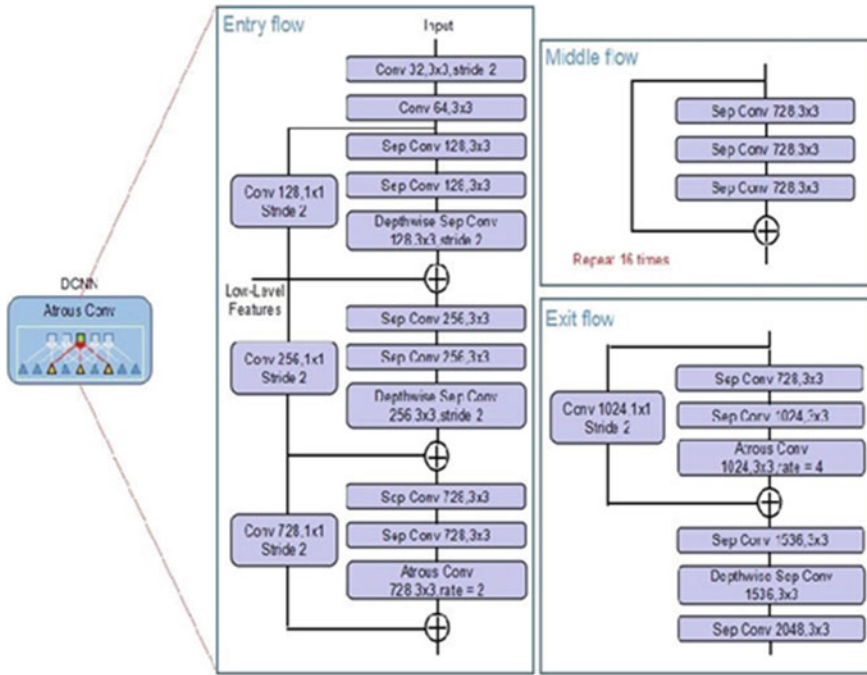 DCNN
Atrous Conv
Entry flow
Input
Conv 32,3x3,stride 2
Conv 64,3x3
Sep Conv 128,3x3
Sep Conv 128,3x3
Conv 128,1x1
Stride 2
Depthwise Sep Conv
128,3x3,stride 2
Low-Level
Features
Sep Conv 256,3x3
Sep Conv 256,3x3
Conv 256,1x1
Stride 2
Depthwise Sep Conv
256,3x3,stride 2
Sep Conv 728,3x3
Sep Conv 728,3x3
Conv 728,1x1
Stride 2
Atrous Conv
728,3x3,rate = 2
Middle flow
Sep Conv 728,3x3
Sep Conv 728,3x3
Sep Conv 728,3x3
Repeat 16 times
Exit flow
Sep Conv 728,3x3
Conv 1024,1x1
Stride 2
Sep Conv 1024,3x3
Atrous Conv
1024,3x3,rate = 4
Sep Conv 1536,3x3
Depthwise Sep Conv
1536,3x3
Sep Conv 2048,3x3